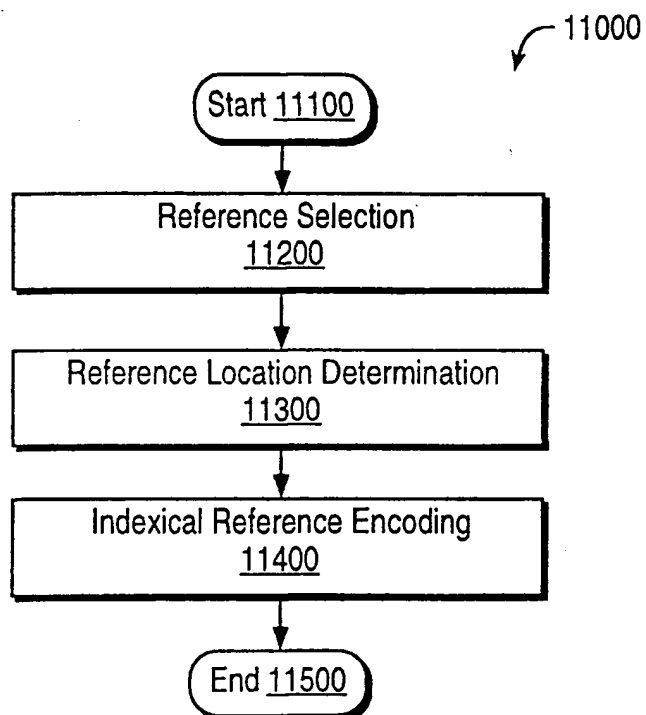 11000
Start 11100
Reference Selection
11200
Reference Location Determination
11300
Indexical Reference Encoding
11400
End 11500